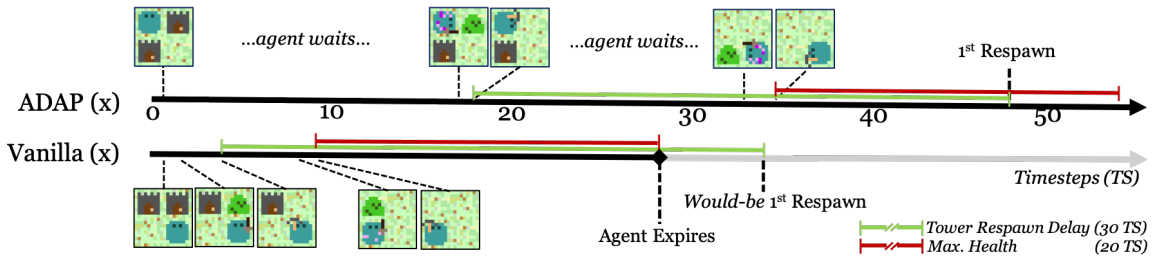 ...agent waits...
...agent waits...
1st Respawn
ADAP (x)
0 10 20 30 40 50
Vanilla (x)
Timesteps (TS)
Would-be 1st Respawn
Agent Expires
Tower Respawn Delay (30 TS)
Max. Health (20 TS)